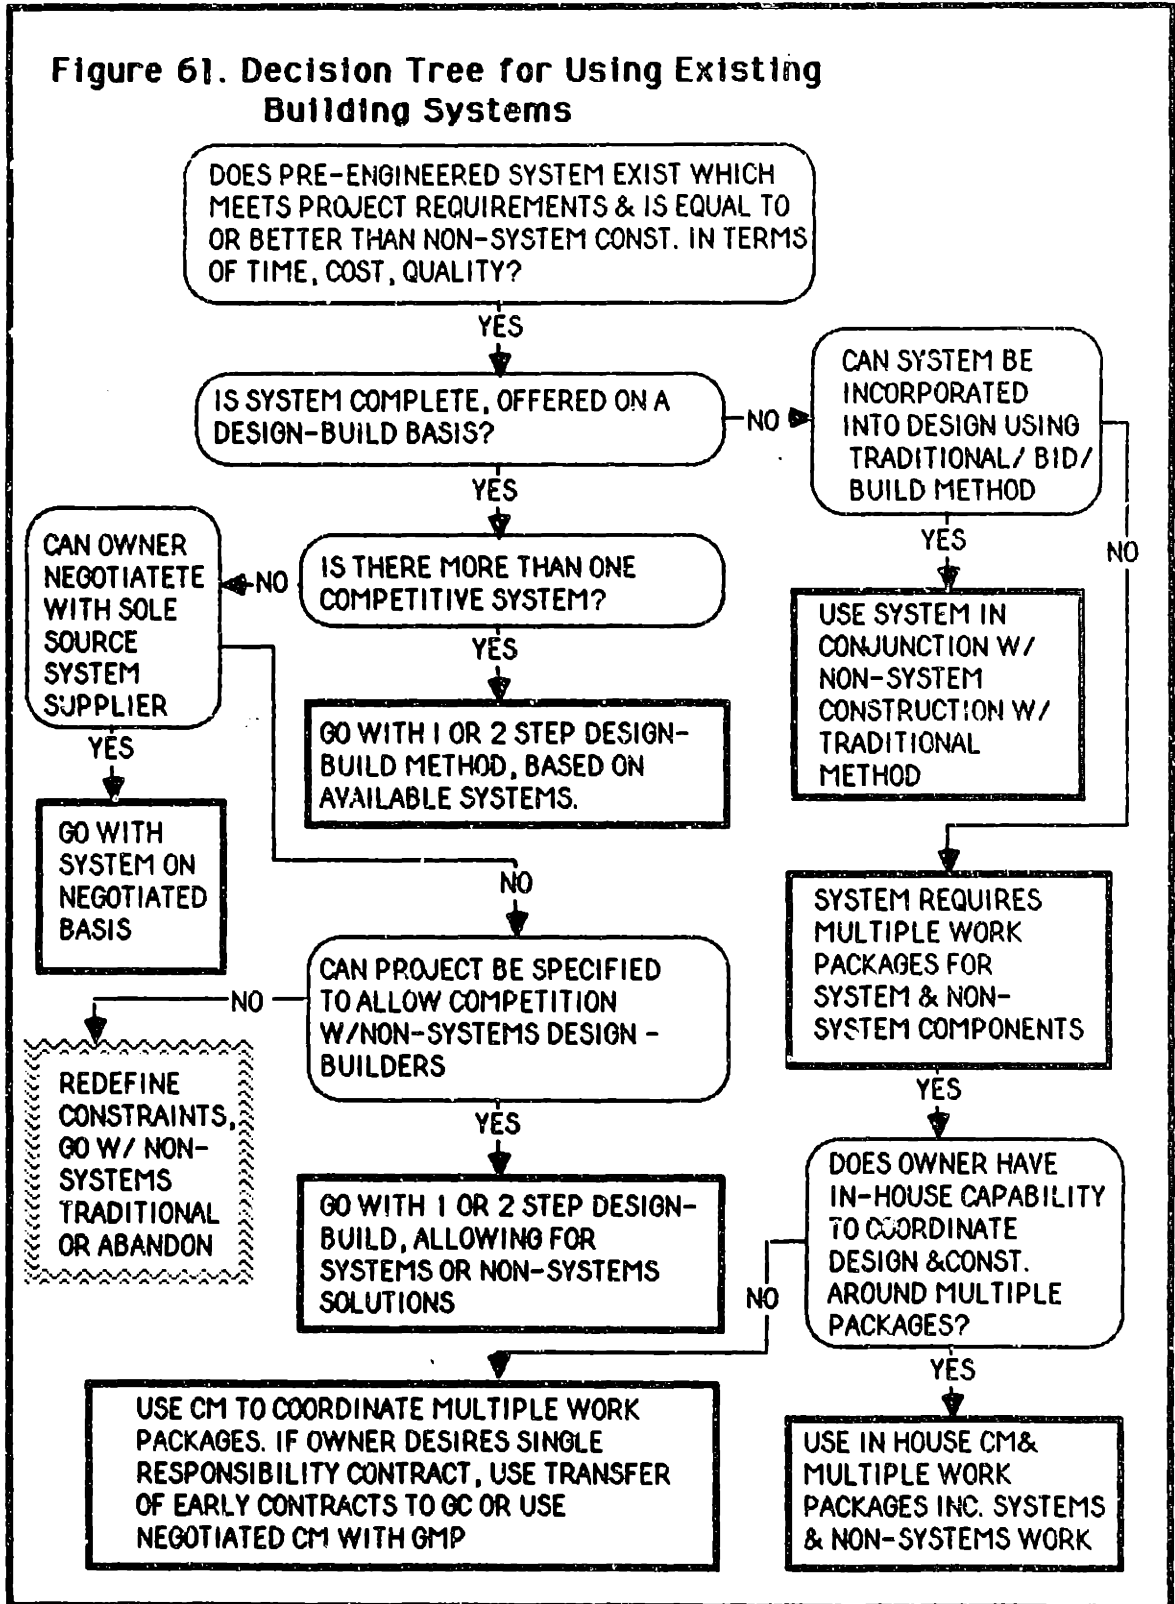 Figure 61. Decision Tree for Using Existing
Building Systems
DOES PRE-ENGINEERED SYSTEM EXIST WHICH
MEETS PROJECT REQUIREMENTS & IS EQUAL TO
OR BETTER THAN NON-SYSTEM CONST. IN TERMS
OF TIME, COST, QUALITY?
YES
IS SYSTEM COMPLETE, OFFERED ON A
DESIGN-BUILD BASIS?
NO
CAN SYSTEM BE
INCORPORATED
INTO DESIGN USING
TRADITIONAL/ BID/
BUILD METHOD
YES
NO
YES
IS THERE MORE THAN ONE
COMPETITIVE SYSTEM?
NO
CAN OWNER
NEGOTIATETE
WITH SOLE
SOURCE
SYSTEM
SUPPLIER
YES
GO WITH
SYSTEM ON
NEGOTIATED
BASIS
YES
GO WITH 1 OR 2 STEP DESIGN-
BUILD METHOD, BASED ON
AVAILABLE SYSTEMS.
USE SYSTEM IN
CONJUNCTION W/
NON-SYSTEM
CONSTRUCTION W/
TRADITIONAL
METHOD
NO
CAN PROJECT BE SPECIFIED
TO ALLOW COMPETITION
W/NON-SYSTEMS DESIGN -
BUILDERS
NO
REDEFINE
CONSTRAINTS,
GO W/ NON-
SYSTEMS
TRADITIONAL
OR ABANDON
YES
GO WITH 1 OR 2 STEP DESIGN-
BUILD, ALLOWING FOR
SYSTEMS OR NON-SYSTEMS
SOLUTIONS
SYSTEM REQUIRES
MULTIPLE WORK
PACKAGES FOR
SYSTEM & NON-
SYSTEM COMPONENTS
YES
DOES OWNER HAVE
IN-HOUSE CAPABILITY
TO COORDINATE
DESIGN &CONST.
AROUND MULTIPLE
PACKAGES?
NO
YES
USE CM TO COORDINATE MULTIPLE WORK
PACKAGES. IF OWNER DESIRES SINGLE
RESPONSIBILITY CONTRACT, USE TRANSFER
OF EARLY CONTRACTS TO GC OR USE
NEGOTIATED CM WITH GMP
USE IN HOUSE CM&
MULTIPLE WORK
PACKAGES INC. SYSTEMS
& NON-SYSTEMS WORK